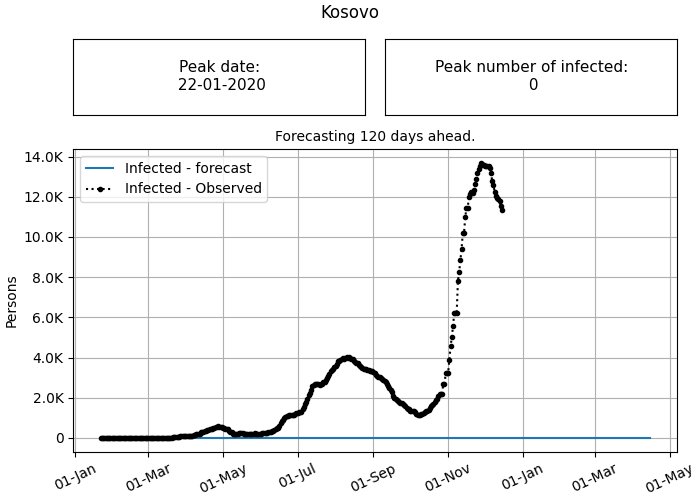 Kosovo
Peak date:
22-01-2020
Peak number of infected:
0
Forecasting 120 days ahead.
Infected - forecast
Infected - Observed
Persons
14.0K
12.0K
10.0K
8.0K
6.0K
4.0K
2.0K
0
01-Jan
01-Mar
01-May
01-Jul
01-Sep
01-Nov
01-Jan
01-Mar
01-May